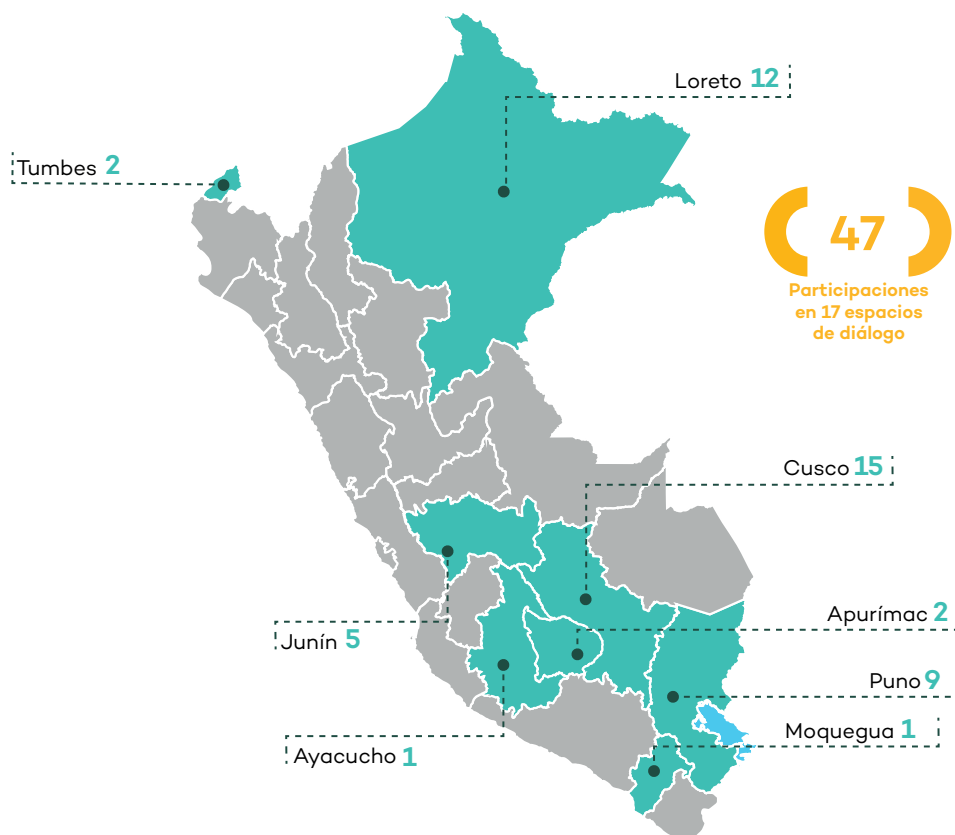 Loreto 12
Tumbes 2
47
Participaciones
en 17 espacios
de diálogo
Cusco 15
Apurímac 2
Junín 5
Puno 9
Moquegua 1
Ayacucho 1